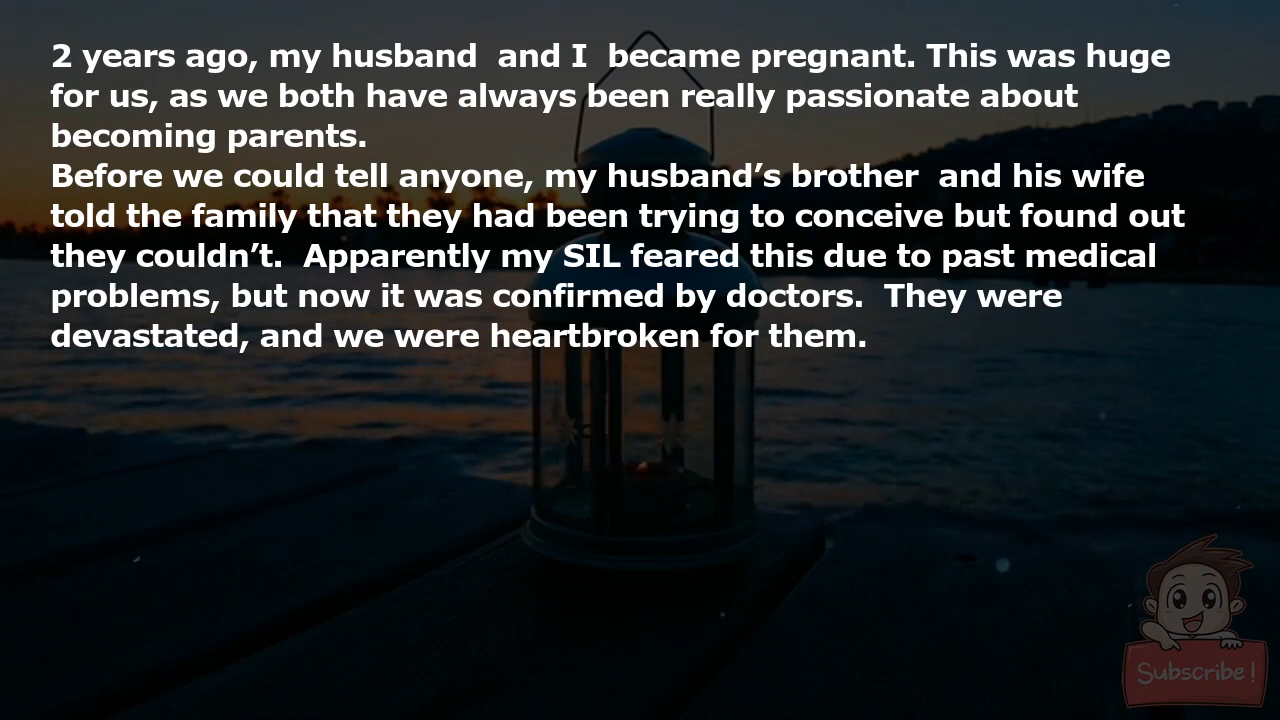 2 years ago, my husband  and I  became pregnant. This was huge
for us, as we both have always been really passionate about
becoming parents.
Before we could tell anyone, my husband’s brother  and his wife
told the family that they had been trying to conceive but found out
they couldn’t.  Apparently my SIL feared this due to past medical
problems, but now it was confirmed by doctors.  They were
devastated, and we were heartbroken for them.
Subscribe!